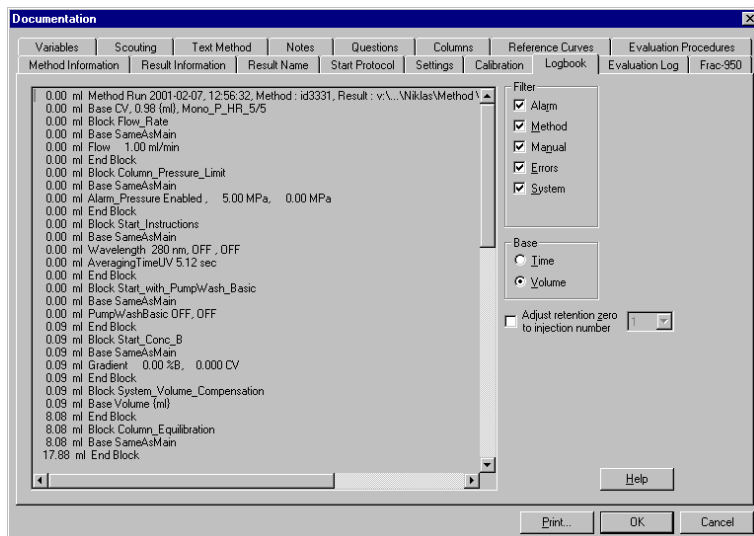 Documentation
Variables Scouting Text Method Notes Questions Columns Reference Curves Evaluation Procedures
Method Information Result Information Result Name Start Protocol Settings Calibration Logbook Evaluation Log Frac-950
0.00 ml Method Run 2001-02-07, 12:56:32, Method : id3331, Result : v:\...\Niklas\Method \
0.00 ml Base CV, 0.98 {ml}, Mono_P_HR_5/5
0.00 ml Block Flow_Rate
0.00 ml Base SameAsMain
0.00 ml Flow 1.00 ml/min
0.00 ml End Block
0.00 ml Block Column_Pressure_Limit
0.00 ml Base SameAsMain
0.00 ml Alarm_Pressure Enabled , 5.00 MPa, 0.00 MPa
0.00 ml End Block
0.00 ml Block Start_Instructions
0.00 ml Base SameAsMain
0.00 ml Wavelength 280 nm, OFF , OFF
0.00 ml AveragingTimeUV 5.12 sec
0.00 ml End Block
0.00 ml Block Start_with_PumpWash_Basic
0.00 ml Base SameAsMain
0.00 ml PumpWashBasic OFF, OFF
0.09 ml End Block
0.09 ml Block Start_Conc_B
0.09 ml Base SameAsMain
0.09 ml Gradient 0.00 %B, 0.000 CV
0.09 ml End Block
0.09 ml Block System_Volume_Compensation
0.09 ml Base Volume {ml}
8.08 ml End Block
8.08 ml Block Column_Equilibration
8.08 ml Base SameAsMain
17.88 ml End Block
Filter
Alarm
Method
Manual
Errors
System
Base
Time
Volume
Adjust retention zero
to injection number
1
Help
Print...
OK
Cancel